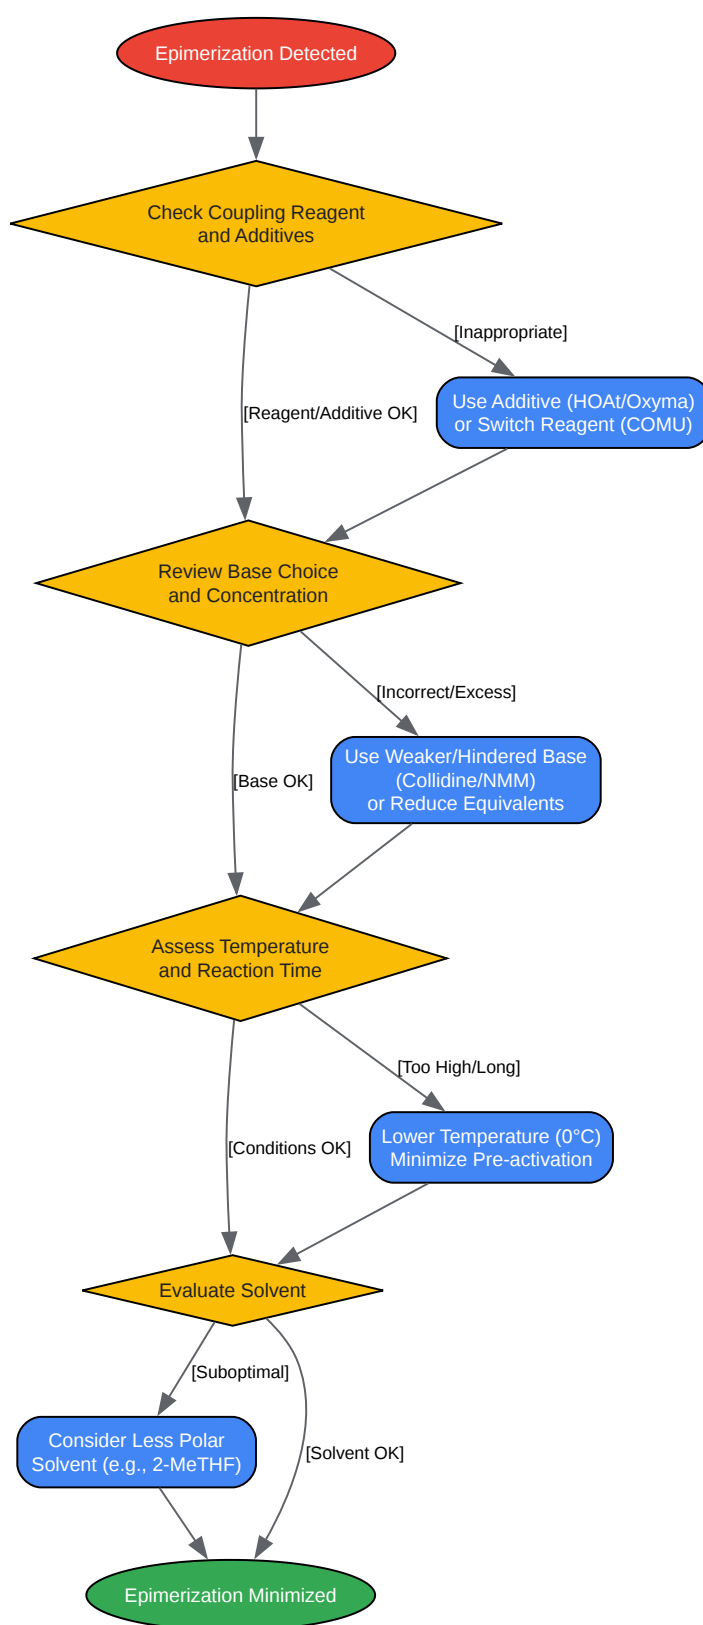 Epimerization Detected
Check Coupling Reagent
and Additives
[Inappropriate]
Use Additive (HOAt/Oxyma)
or Switch Reagent (COMU)
[Reagent/Additive OK]
Review Base Choice
and Concentration
[Incorrect/Excess]
Use Weaker/Hindered Base
(Collidine/NMM)
or Reduce Equivalents
[Base OK]
Assess Temperature
and Reaction Time
[Too High/Long]
Lower Temperature (0°C)
Minimize Pre-activation
[Conditions OK]
Evaluate Solvent
[Suboptimal]
Consider Less Polar
Solvent (e.g., 2-MeTHF)
[Solvent OK]
Epimerization Minimized